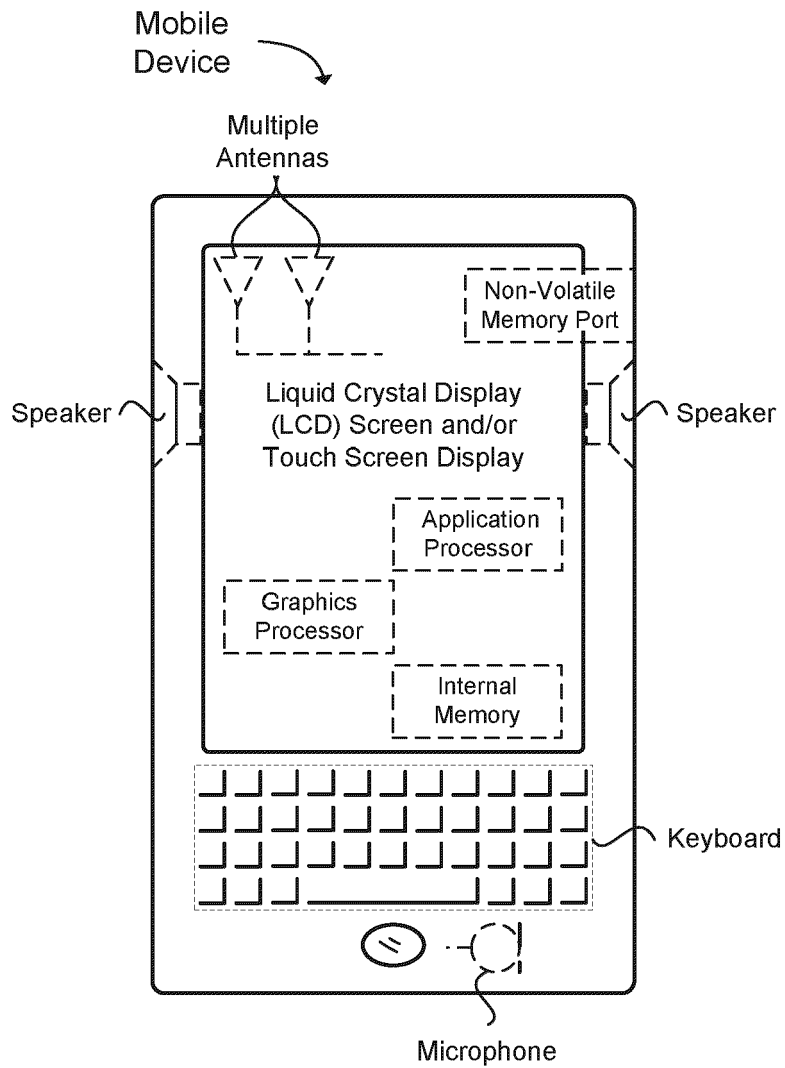 Mobile
Device
Multiple
Antennas
Non-Volatile
Memory Port
Speaker
Liquid Crystal Display
(LCD) Screen and/or
Touch Screen Display
Speaker
Application
Processor
Graphics
Processor
Internal
Memory
Keyboard
Microphone